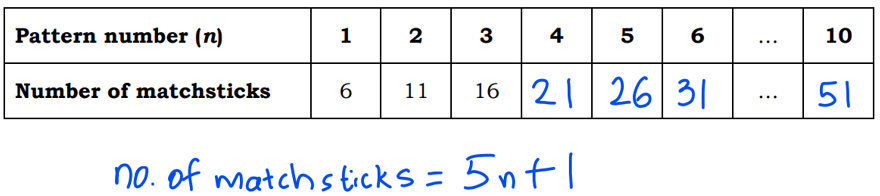 Pattern number (n) 1 2 3 4 5 6 ... 10
Number of matchsticks 6 11 16 21 26 31 ... 51
no. of matchsticks = 5n+1